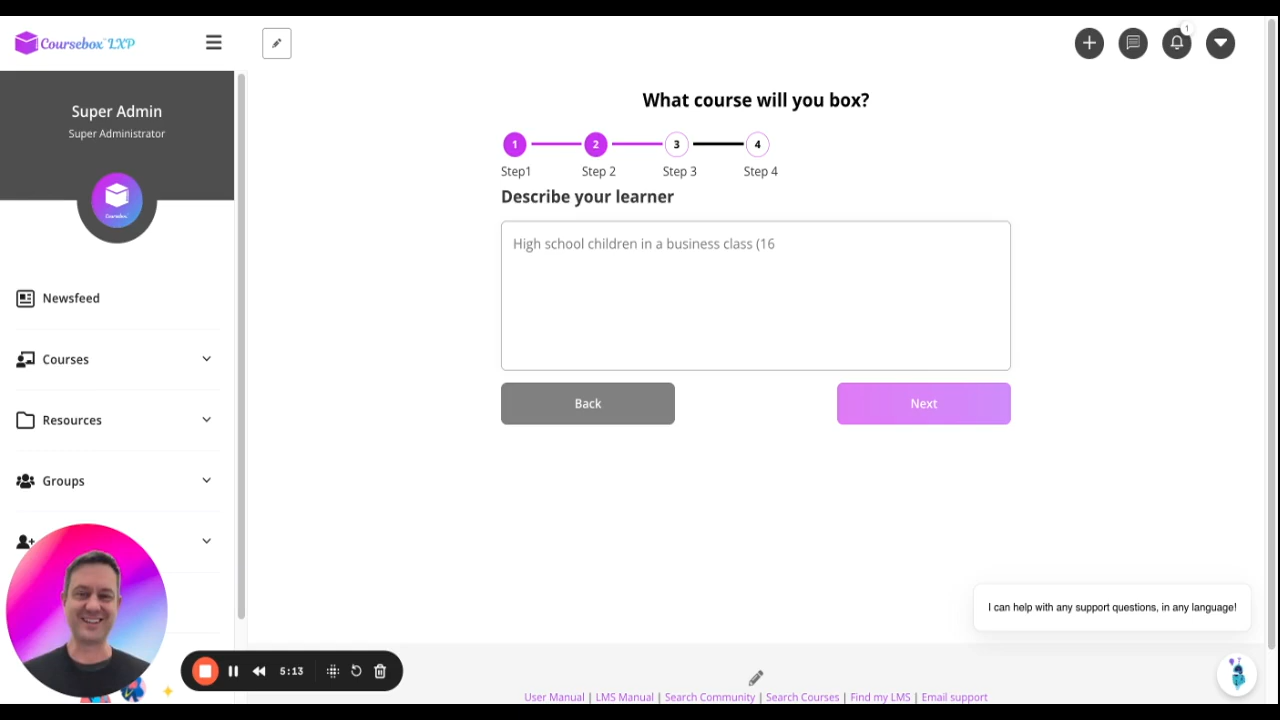 Coursebox™ LXP
1
Super Admin
Super Administrator
Coursebox
Newsfeed
Courses
Resources
Groups
What course will you box?
1
2
3
4
Step1
Step 2
Step 3
Step 4
Describe your learner
High school children in a business class (16
Back
Next
I can help with any support questions, in any language!
5:13
User Manual | LMS Manual | Search Community | Search Courses | Find my LMS | Email support